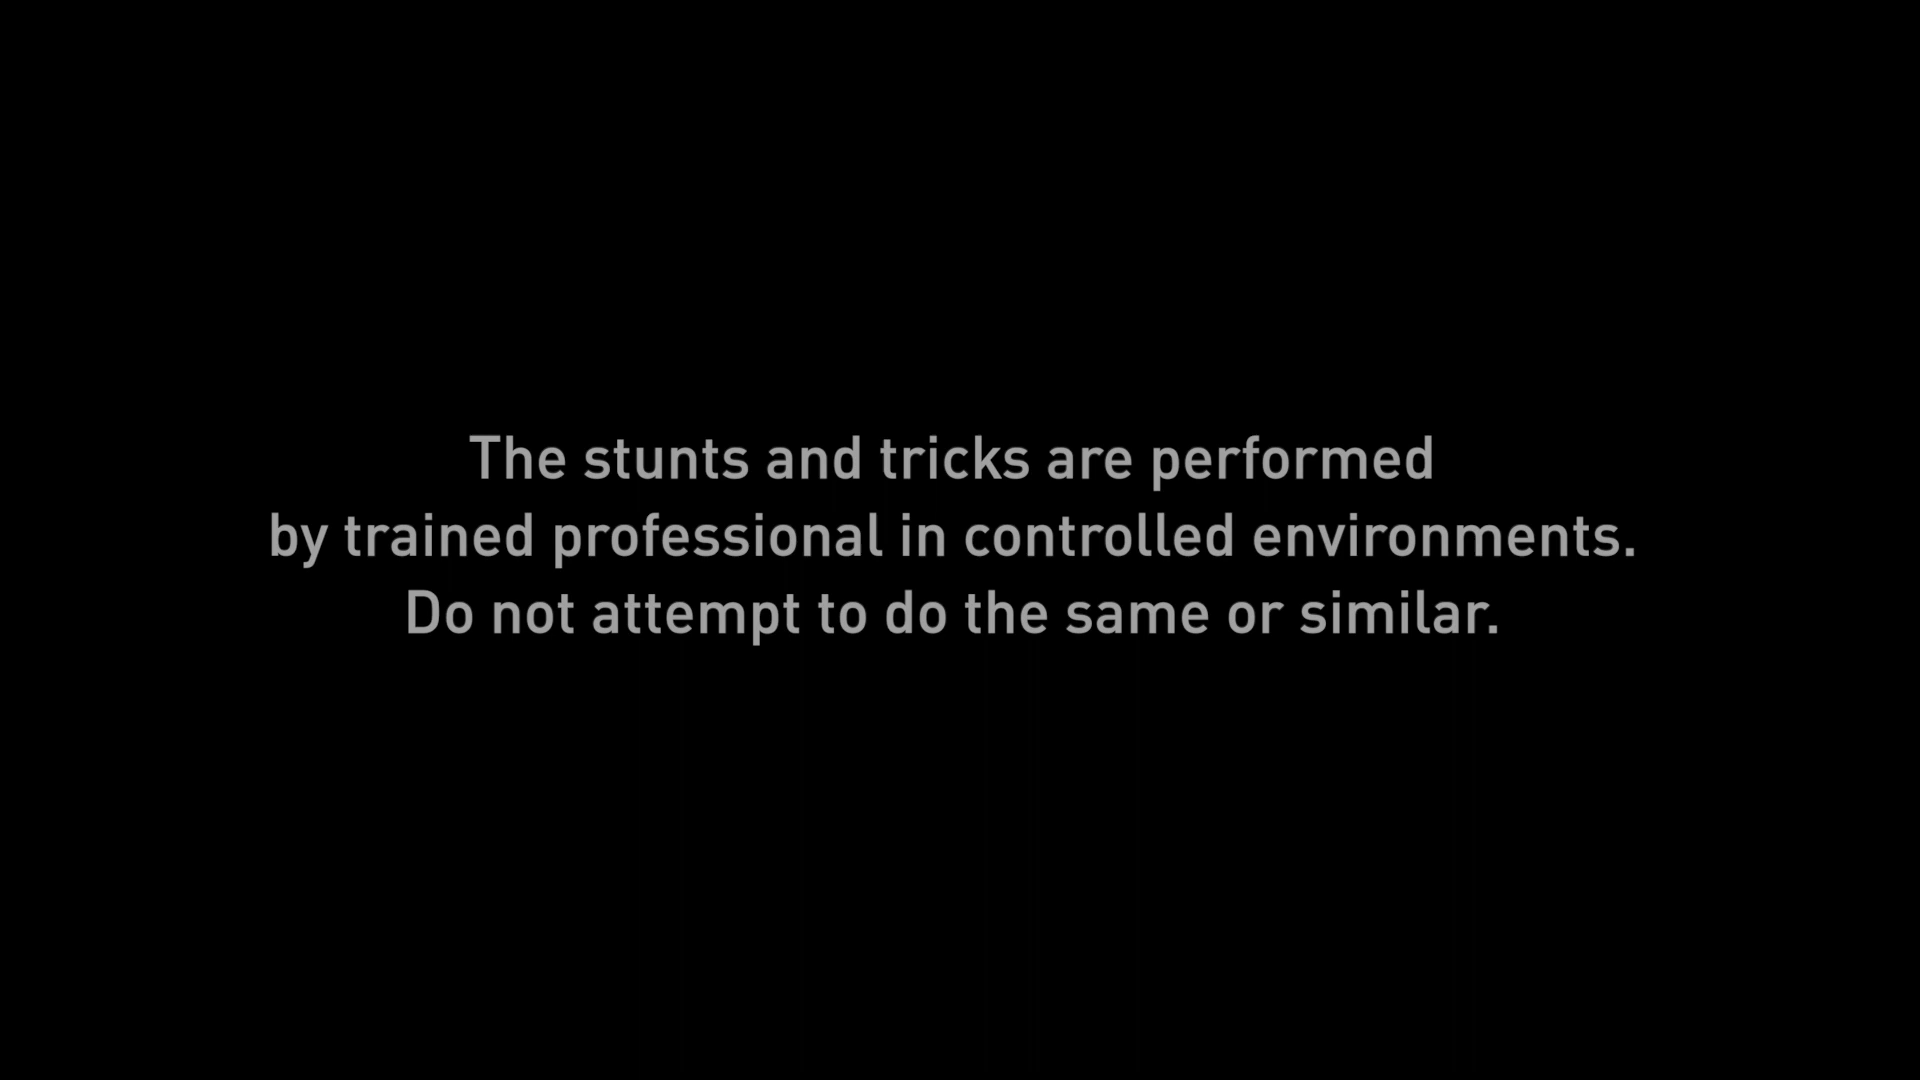 The stunts and tricks are performed
by trained professional in controlled environments.
Do not attempt to do the same or similar.